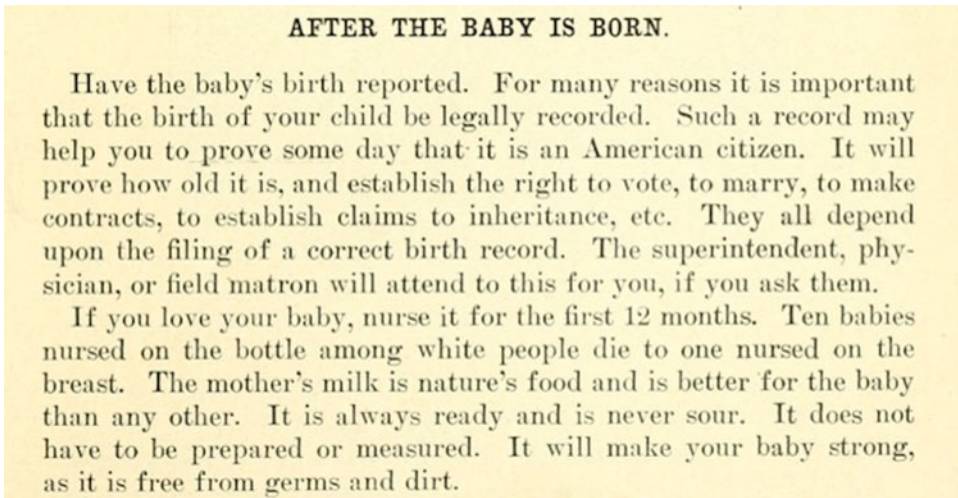 AFTER THE BABY IS BORN.
Have the baby's birth reported. For many reasons it is important
that the birth of your child be legally recorded. Such a record may
help you to prove some day that it is an American citizen. It will
prove how old it is, and establish the right to vote, to marry, to make
contracts, to establish claims to inheritance, etc. They all depend
upon the filing of a correct birth record. The superintendent, phy-
sician, or field matron will attend to this for you, if you ask them.
If you love your baby, nurse it for the first 12 months. Ten babies
nursed on the bottle among white people die to one nursed on the
breast. The mother's milk is nature's food and is better for the baby
than any other. It is always ready and is never sour. It does not
have to be prepared or measured. It will make your baby strong,
as it is free from germs and dirt.